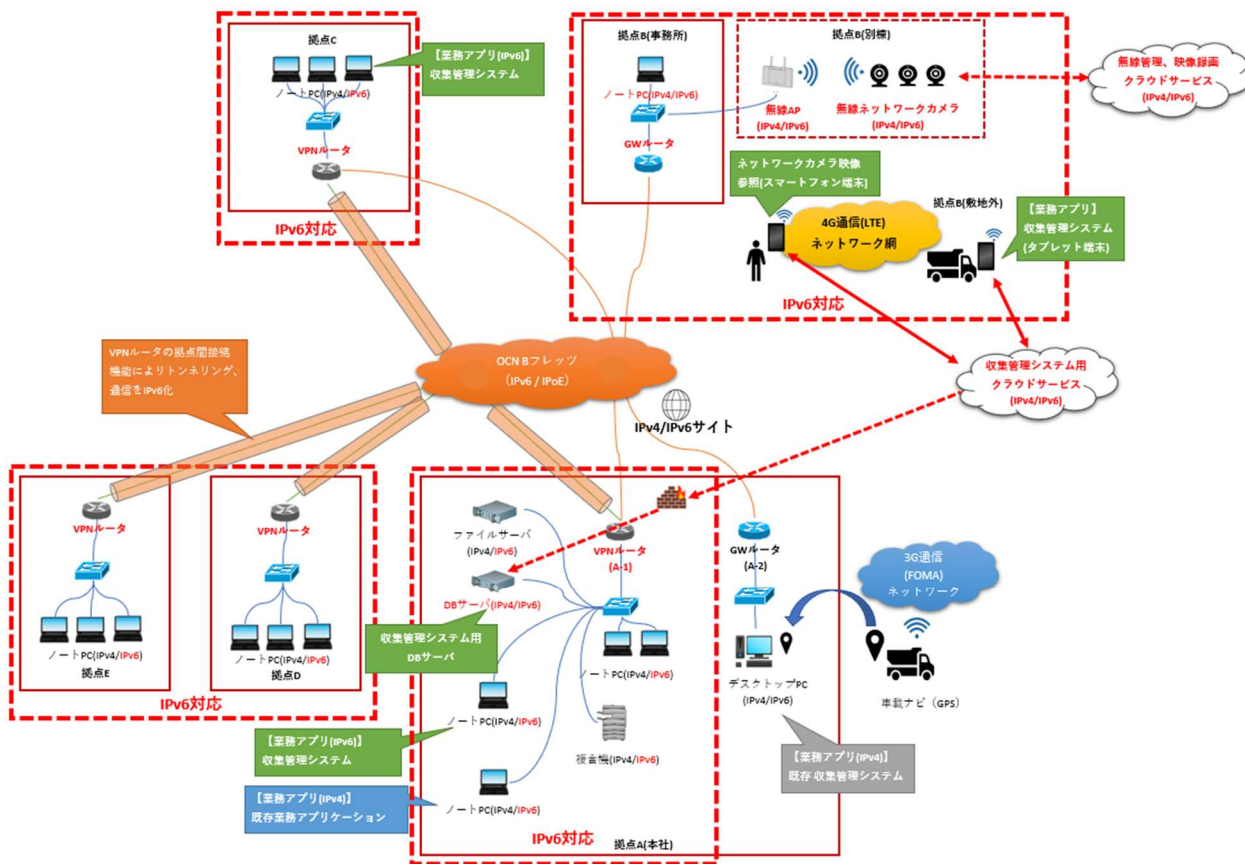 拠点C
【業務アプリ(IPv6)】
収集管理システム
ノートPC(IPv4/IPv6)
VPNルータ
IPv6対応
拠点B(事務所)
ノートPC(IPv4/IPv6)
GWルータ
拠点B(別棟)
無線AP
(IPv4/IPv6)
無線ネットワークカメラ
(IPv4/IPv6)
無線管理、映像録画
クラウドサービス
(IPv4/IPv6)
ネットワークカメラ映像
参照(スマートフォン端末)
4G通信(LTE)
ネットワーク網
拠点B(敷地外)
【業務アプリ】
収集管理システム
(タブレット端末)
IPv6対応
VPNルータの拠点間接続
機能によりトンネリング、
通信をIPv6化
OCN Bフレッツ
(IPv6 / IPoE)
IPv4/IPv6サイト
収集管理システム用
クラウドサービス
(IPv4/IPv6)
VPNルータ
ノートPC(IPv4/IPv6)
拠点E
VPNルータ
ノートPC(IPv4/IPv6)
拠点D
IPv6対応
ファイルサーバ
(IPv4/IPv6)
DBサーバ(IPv4/IPv6)
収集管理システム用
DBサーバ
VPNルータ
(A-1)
ノートPC(IPv4/IPv6)
ノートPC(IPv4/IPv6)
【業務アプリ(IPv6)】
収集管理システム
複合機(IPv4/IPv6)
ノートPC(IPv4/IPv6)
【業務アプリ(IPv4)】
既存業務アプリケーション
IPv6対応
拠点A(本社)
GWルータ
(A-2)
デスクトップPC
(IPv4/IPv6)
3G通信
(FOMA)
ネットワーク
車載ナビ（GPS）
【業務アプリ(IPv4)】
既存 収集管理システム